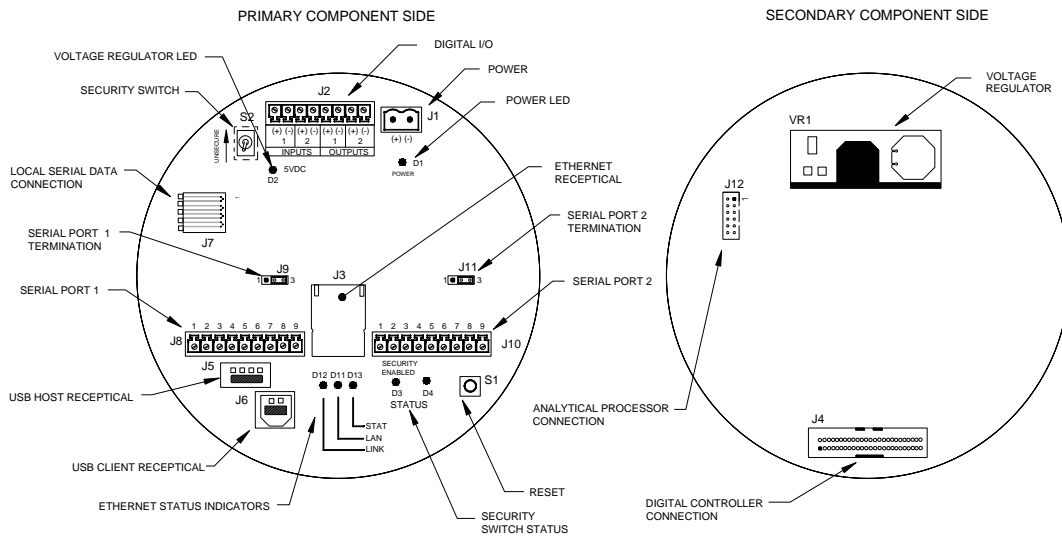 PRIMARY COMPONENT SIDE
SECONDARY COMPONENT SIDE
VOLTAGE REGULATOR LED
SECURITY SWITCH
DIGITAL I/O
POWER
POWER LED
ETHERNET
RECEPTICAL
LOCAL SERIAL DATA
CONNECTION
SERIAL PORT 1
TERMINATION
SERIAL PORT 2
TERMINATION
SERIAL PORT 1
SERIAL PORT 2
USB HOST RECEPTICAL
USB CLIENT RECEPTICAL
ETHERNET STATUS INDICATORS
RESET
SECURITY
SWITCH STATUS
S2
UNSECURE
J2
(+) (-) (+) (-) (+) (-) (+) (-)
1 2 1 2
INPUTS OUTPUTS
J1
(+) (-)
D1
POWER
5VDC
D2
1
J7
J9
1 3
J3
J11
1 3
1 2 3 4 5 6 7 8 9
J8
1 2 3 4 5 6 7 8 9
J10
J5
J6
D12 D11 D13
STAT
LAN
LINK
SECURITY
ENABLED
D3
D4
STATUS
S1
VOLTAGE
REGULATOR
VR1
J12
1
ANALYTICAL PROCESSOR
CONNECTION
J4
DIGITAL CONTROLLER
CONNECTION